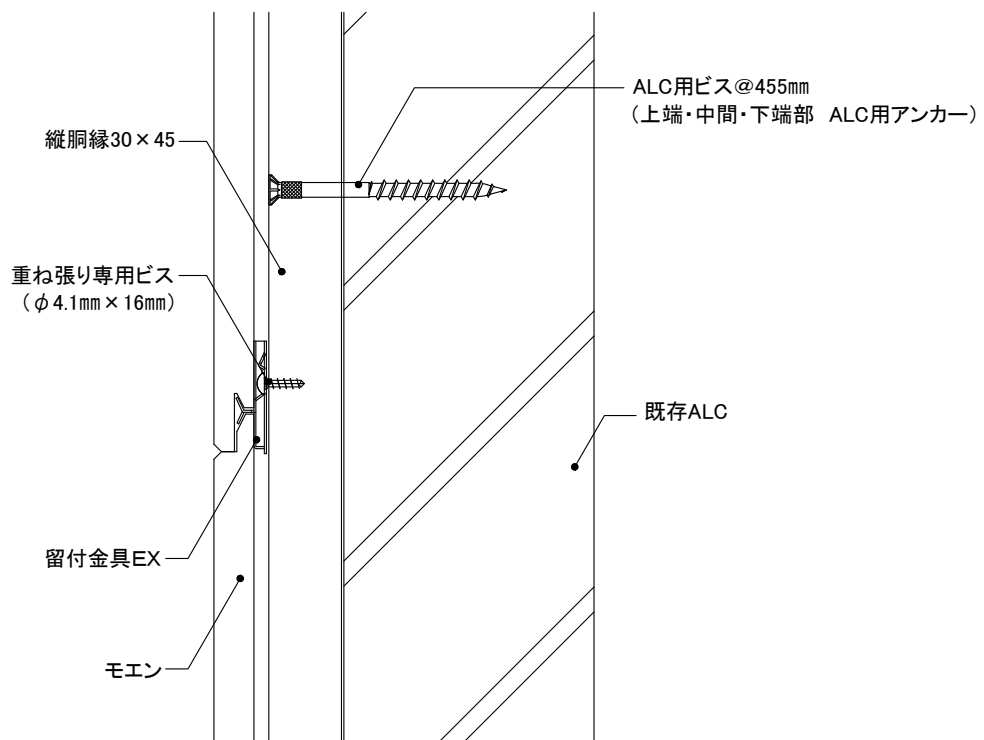 ALC用ビス@455㎜
（上端・中間・下端部　ALC用アンカー）
縦胴縁30×45
重ね張り専用ビス
（φ4.1㎜×16㎜）
既存ALC
留付金具EX
モエン